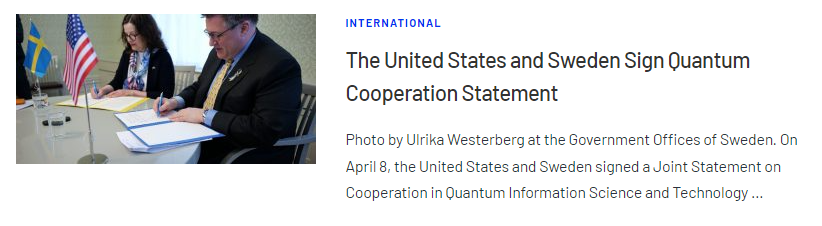 INTERNATIONAL
The United States and Sweden Sign Quantum
Cooperation Statement
Photo by Ulrika Westerberg at the Government Offices of Sweden. On
April 8, the United States and Sweden signed a Joint Statement on
Cooperation in Quantum Information Science and Technology ...